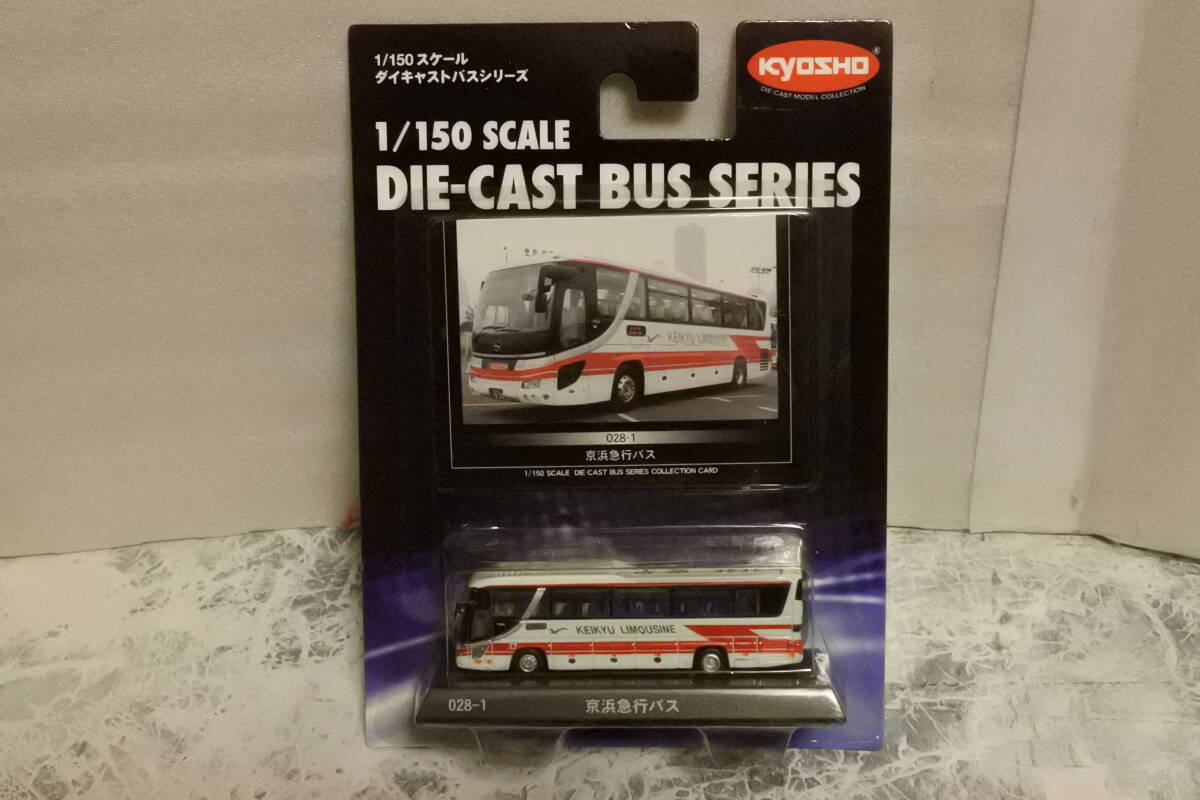 1/150 スケール
ダイキャストバスシリーズ
KYOSHO®
DIE-CAST MODEL COLLECTION
1/150 SCALE
DIE-CAST BUS SERIES
KEIKYU LIMOUSINE
028-1
京浜急行バス
1/150 SCALE DIE-CAST BUS SERIES COLLECTION CARD
KEIKYU LIMOUSINE
028-1 京浜急行バス